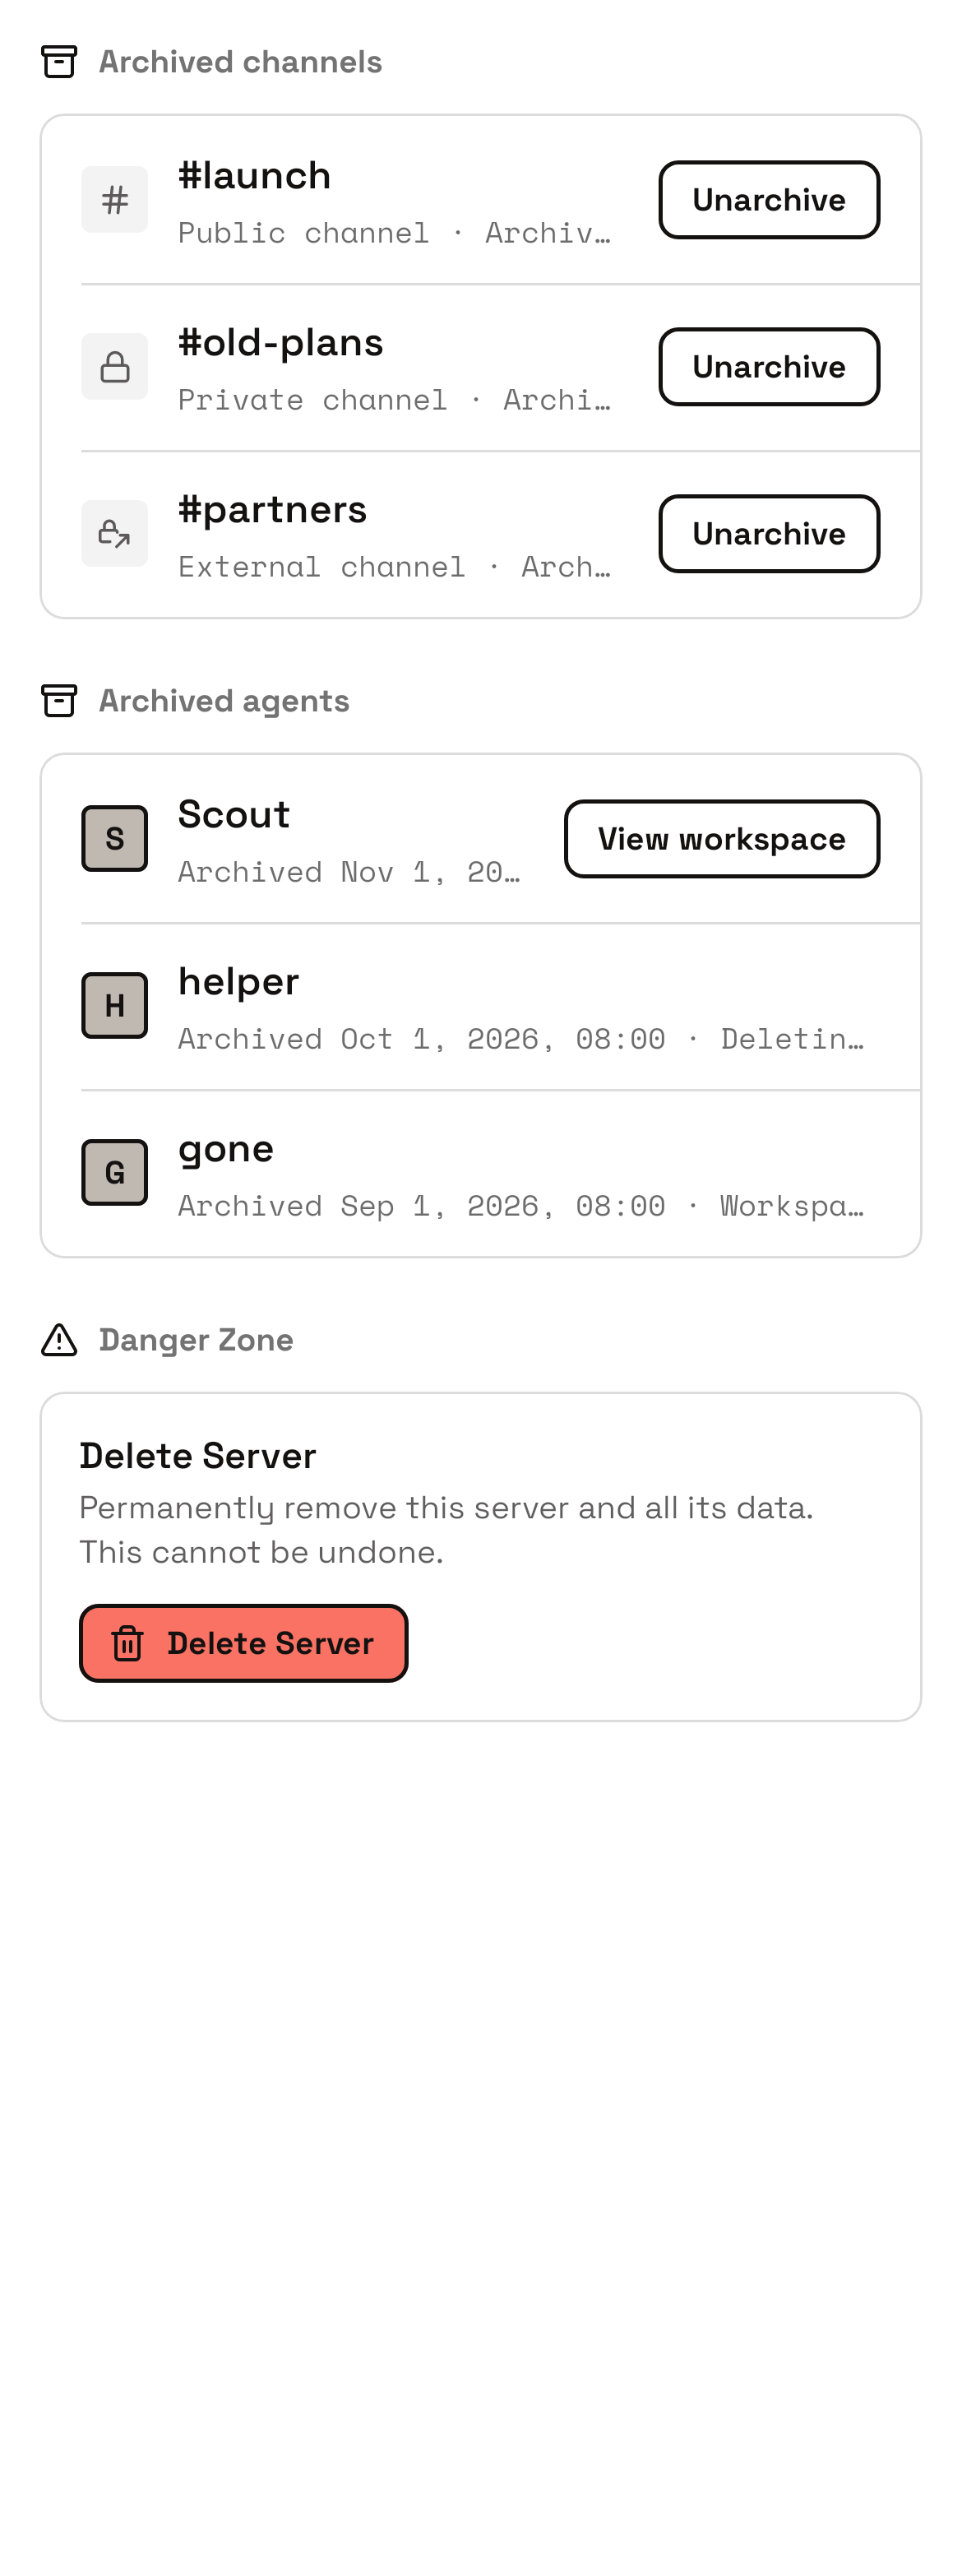 Archived channels
#launch
Public channel · Archiv…
Unarchive
#old-plans
Private channel · Archi…
Unarchive
#partners
External channel · Arch…
Unarchive
Archived agents
S
Scout
Archived Nov 1, 20…
View workspace
H
helper
Archived Oct 1, 2026, 08:00 · Deletin…
G
gone
Archived Sep 1, 2026, 08:00 · Workspa…
Danger Zone
Delete Server
Permanently remove this server and all its data.
This cannot be undone.
Delete Server